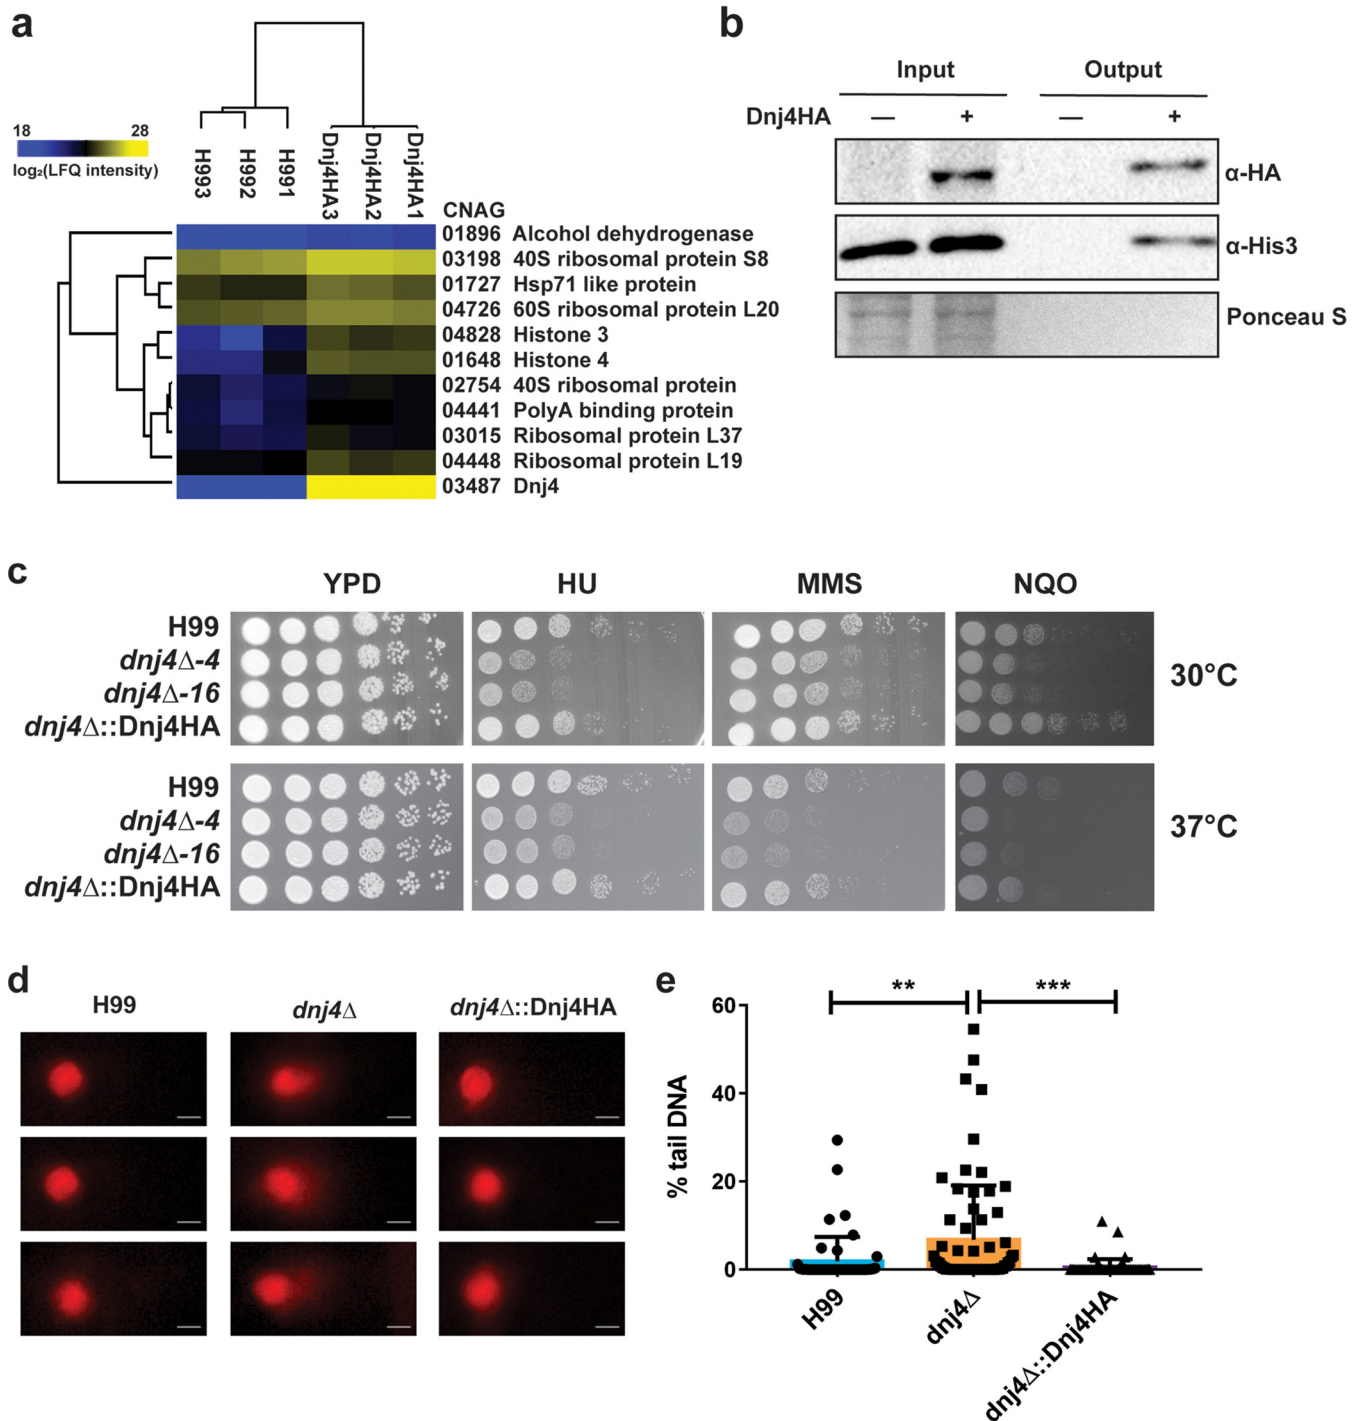 a
18 28
log₂(LFQ intensity)
H993 H992 H991 Dnj4HA3 Dnj4HA2 Dnj4HA1
CNAG
01896 Alcohol dehydrogenase
03198 40S ribosomal protein S8
01727 Hsp71 like protein
04726 60S ribosomal protein L20
04828 Histone 3
01648 Histone 4
02754 40S ribosomal protein
04441 PolyA binding protein
03015 Ribosomal protein L37
04448 Ribosomal protein L19
03487 Dnj4
b
Input Output
Dnj4HA — + — +
α-HA
α-His3
Ponceau S
c
YPD HU MMS NQO
H99
dnj4Δ-4
dnj4Δ-16
dnj4Δ::Dnj4HA
30°C
H99
dnj4Δ-4
dnj4Δ-16
dnj4Δ::Dnj4HA
37°C
d
H99 dnj4Δ dnj4Δ::Dnj4HA
e
** ***
60
40
20
0
% tail DNA
H99 dnj4Δ dnj4Δ::Dnj4HA